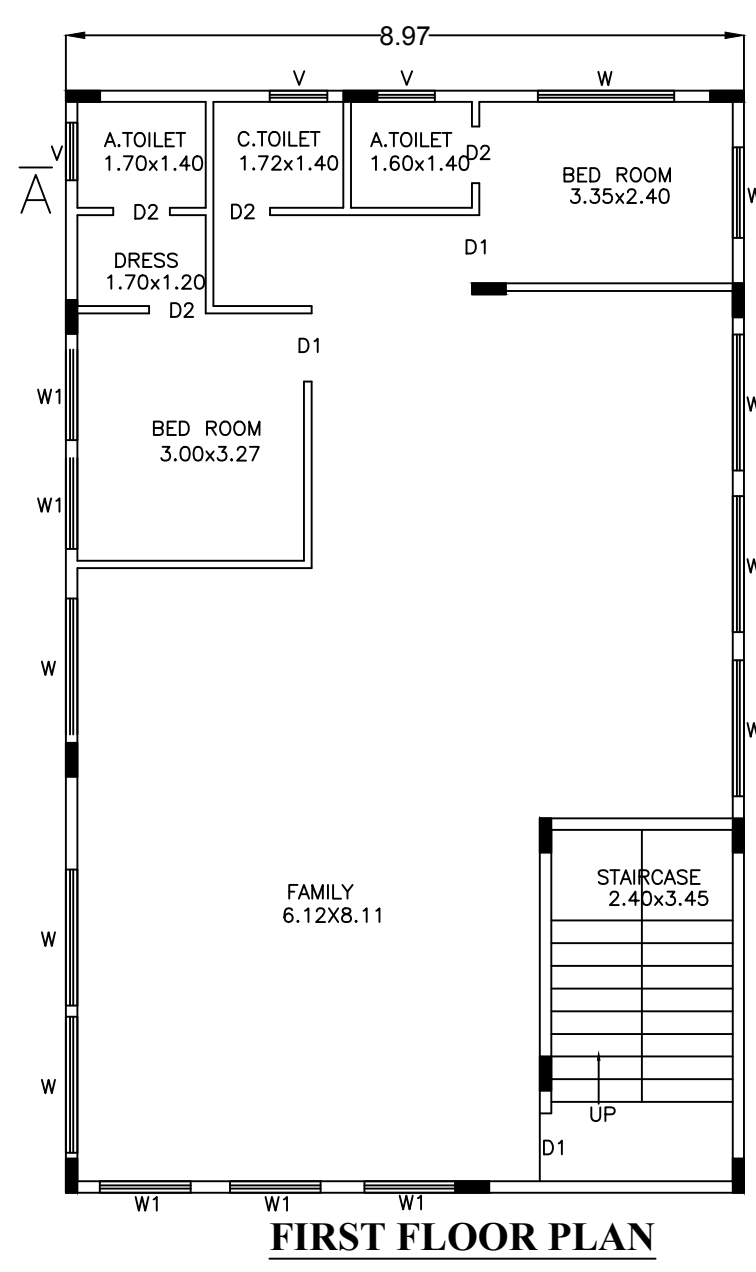 8.97
V
V
W
V
A
A.TOILET
1.70x1.40
C.TOILET
1.72x1.40
A.TOILET
1.60x1.40
D2
BED ROOM
3.35x2.40
W
D2
D2
D1
DRESS
1.70x1.20
D2
D1
W1
W
BED ROOM
3.00x3.27
W1
W
W
W
STAIRCASE
2.40x3.45
FAMILY
6.12X8.11
W
W
UP
D1
W1
W1
W1
FIRST FLOOR PLAN